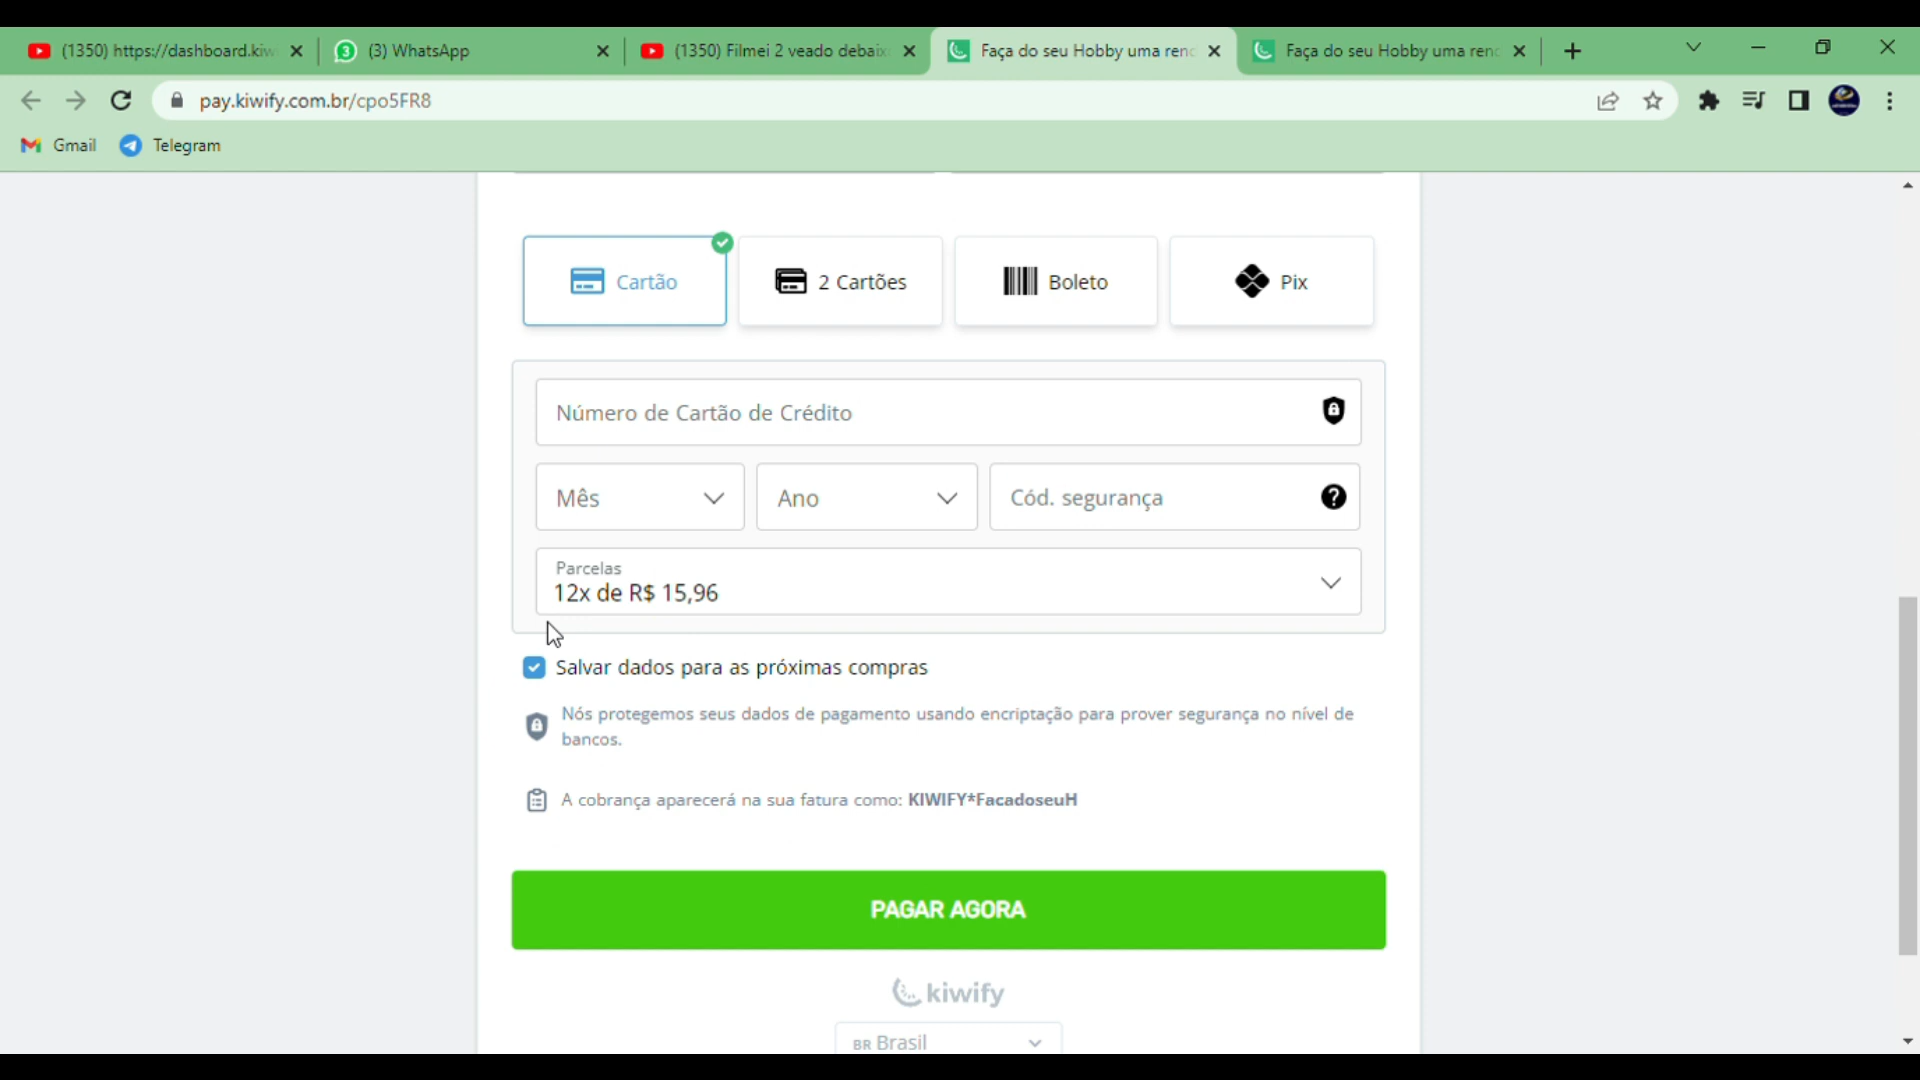 (1350) https://dashboard.kiw
3
(3) WhatsApp
(1350) Filmei 2 veado debaix
Faça do seu Hobby uma renc
Faça do seu Hobby uma renc
pay.kiwify.com.br/cpo5FR8
Gmail
Telegram
Cartão
2 Cartões
Boleto
Pix
Número de Cartão de Crédito
Mês
Ano
Cód. segurança
Parcelas
12x de R$ 15,96
Salvar dados para as próximas compras
Nós protegemos seus dados de pagamento usando encriptação para prover segurança no nível de
bancos.
A cobrança aparecerá na sua fatura como: KIWIFY*FacadoseuH
PAGAR AGORA
kiwify
BR Brasil